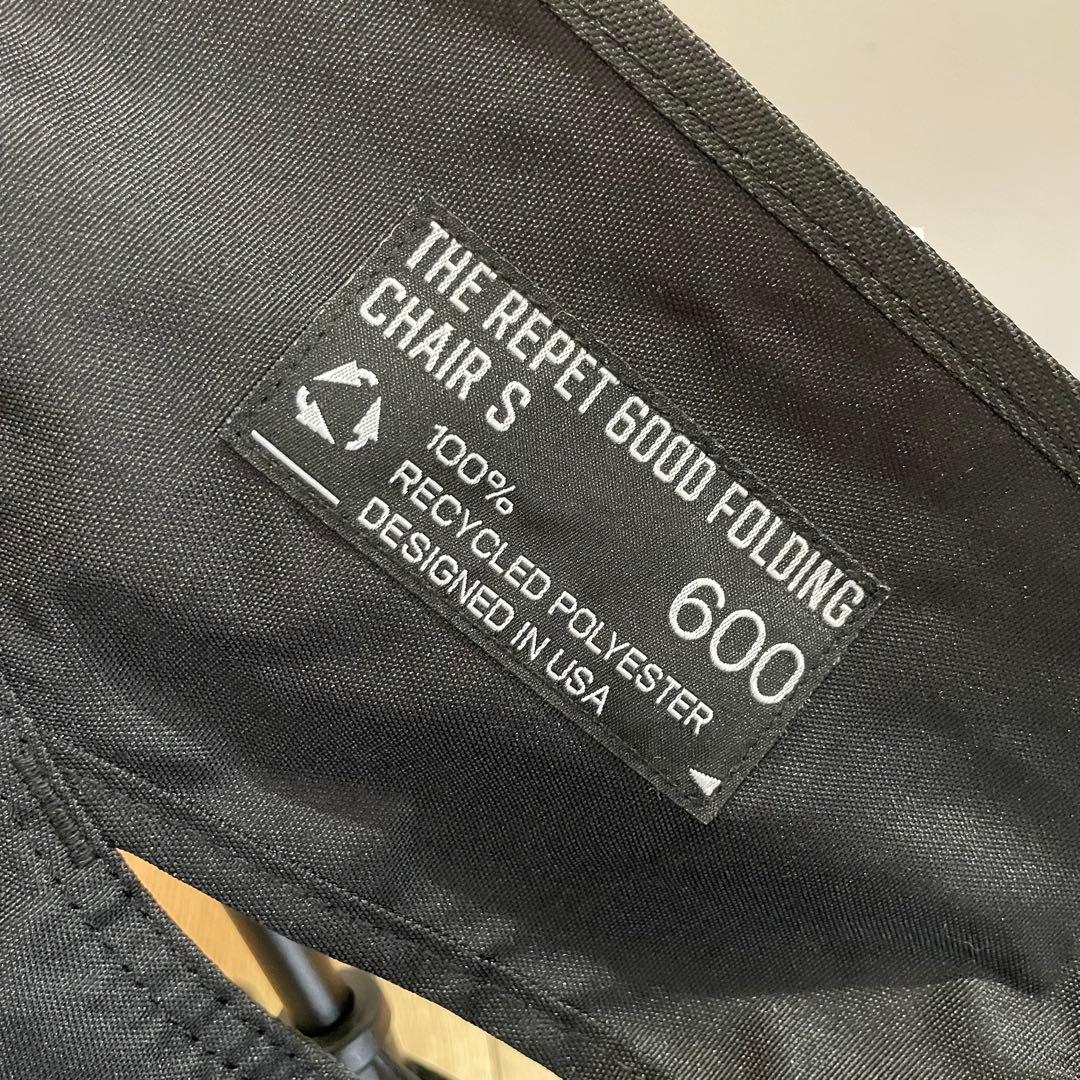 THE REPET 600D FOLDING
CHAIR S
100%
RECYCLED POLYESTER
DESIGNED IN USA
600